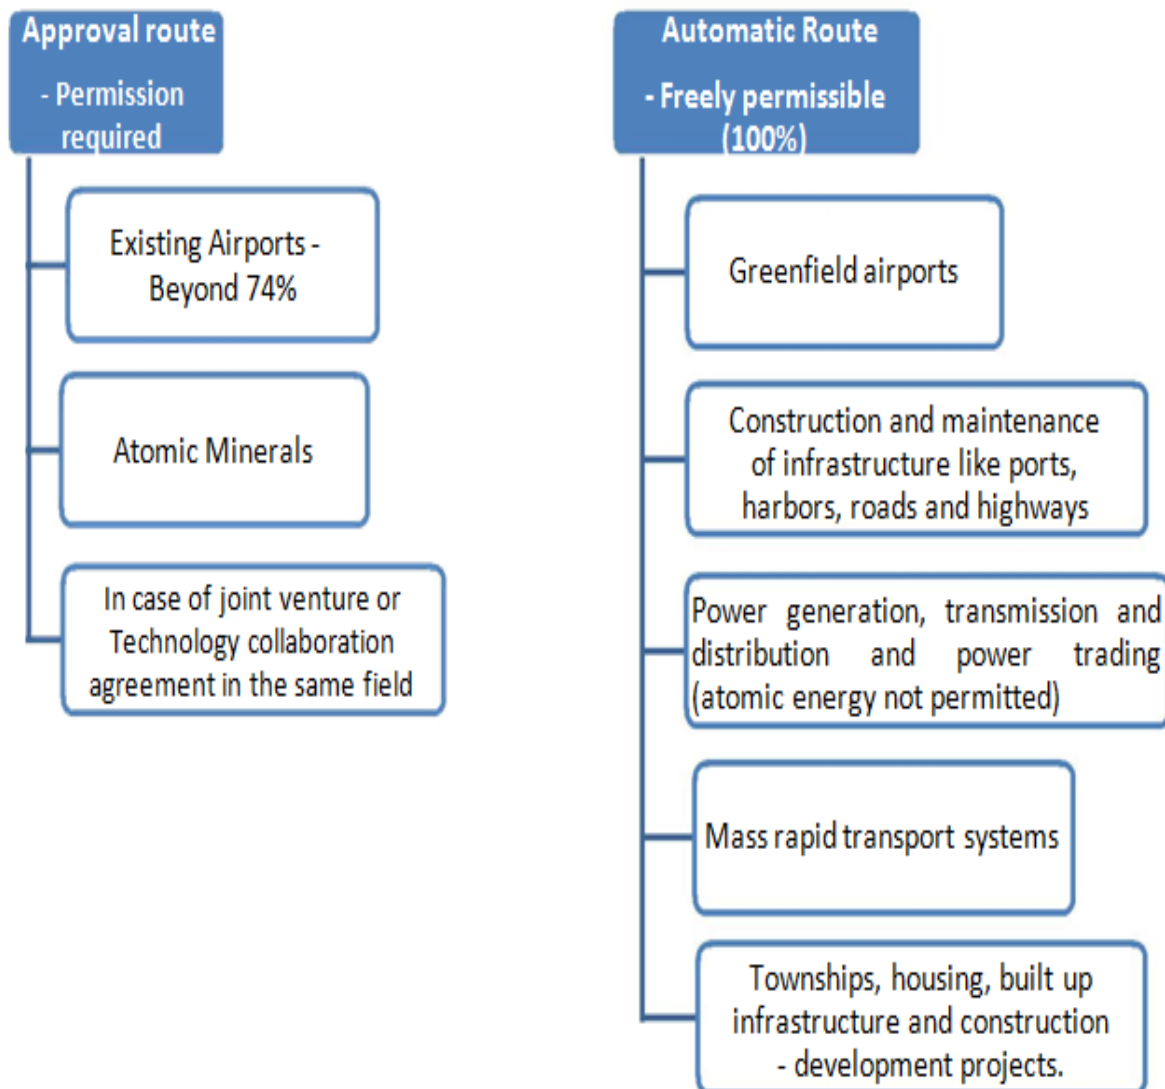 Approval route
- Permission
required
Existing Airports -
Beyond 74%
Atomic Minerals
In case of joint venture or
Technology collaboration
agreement in the same field
Automatic Route
- Freely permissible
(100%)
Greenfield airports
Construction and maintenance
of infrastructure like ports,
harbors, roads and highways
Power generation, transmission and
distribution and power trading
(atomic energy not permitted)
Mass rapid transport systems
Townships, housing, built up
infrastructure and construction
- development projects.